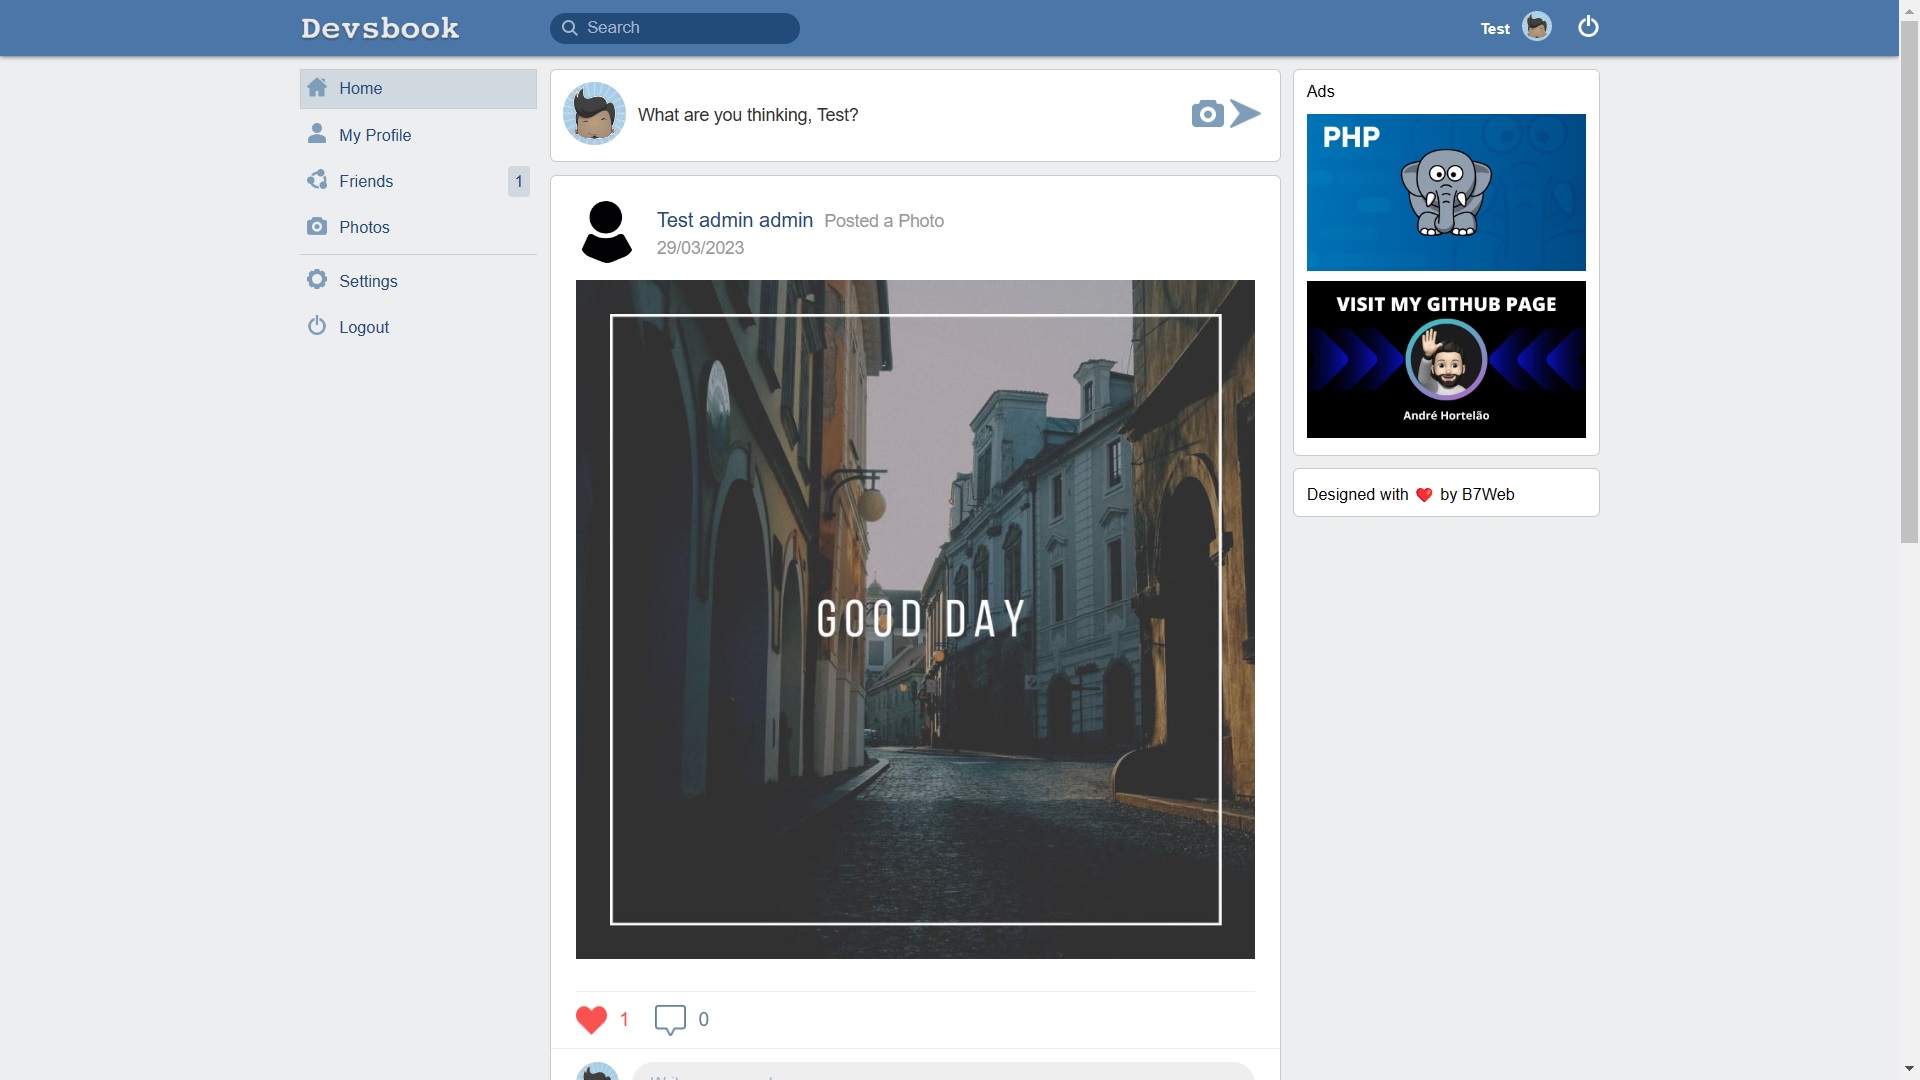 Devsbook
Search
Test
Home
My Profile
Friends
1
Photos
Settings
Logout
What are you thinking, Test?
Test admin admin Posted a Photo
29/03/2023
GOOD DAY
1
0
Ads
PHP
VISIT MY GITHUB PAGE
André Hortelão
Designed with ❤️ by B7Web